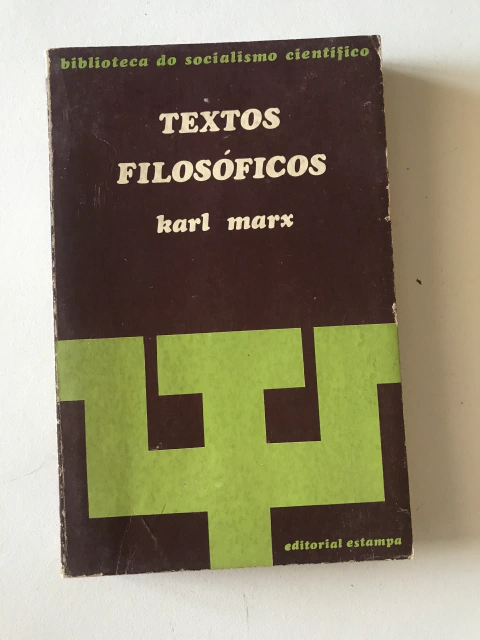 biblioteca do socialismo científico
TEXTOS
FILOSÓFICOS
karl marx
editorial estampa